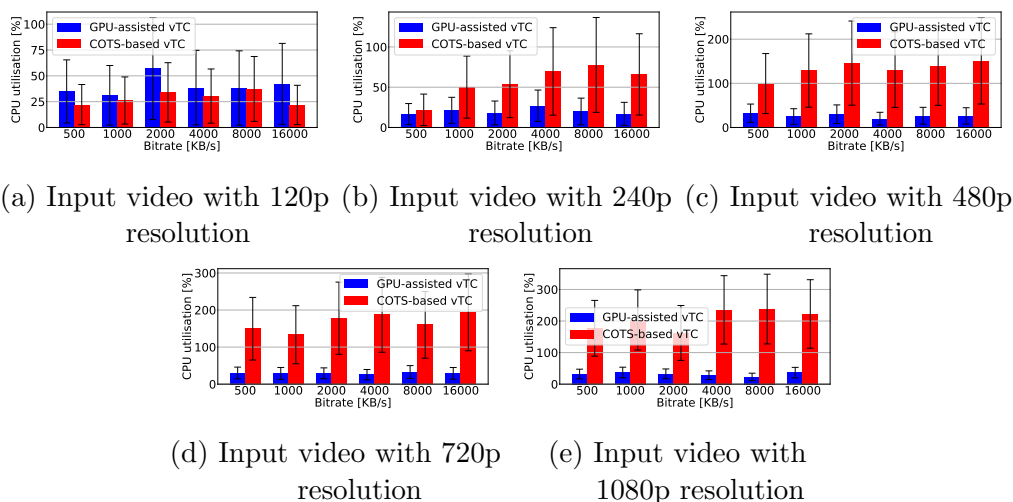 CPU utilisation [%]
100
75
50
25
0
GPU-assisted vTC
COTS-based vTC
500 1000 2000 4000 8000 16000
Bitrate [KB/s]
CPU utilisation [%]
100
50
0
GPU-assisted vTC
COTS-based vTC
500 1000 2000 4000 8000 16000
Bitrate [KB/s]
CPU utilisation [%]
200
100
0
GPU-assisted vTC
COTS-based vTC
500 1000 2000 4000 8000 16000
Bitrate [KB/s]
(a) Input video with 120p
resolution
(b) Input video with 240p
resolution
(c) Input video with 480p
resolution
CPU utilisation [%]
300
200
100
0
GPU-assisted vTC
COTS-based vTC
500 1000 2000 4000 8000 16000
Bitrate [KB/s]
CPU utilisation [%]
300
200
100
0
GPU-assisted vTC
COTS-based vTC
500 1000 2000 4000 8000 16000
Bitrate [KB/s]
(d) Input video with 720p
resolution
(e) Input video with
1080p resolution